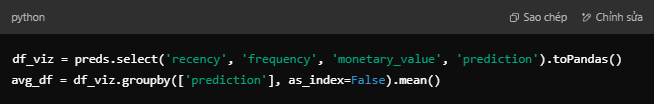 python
Sao chép
Chỉnh sửa
df_viz = preds.select('recency', 'frequency', 'monetary_value', 'prediction').toPandas()
avg_df = df_viz.groupby(['prediction'], as_index=False).mean()